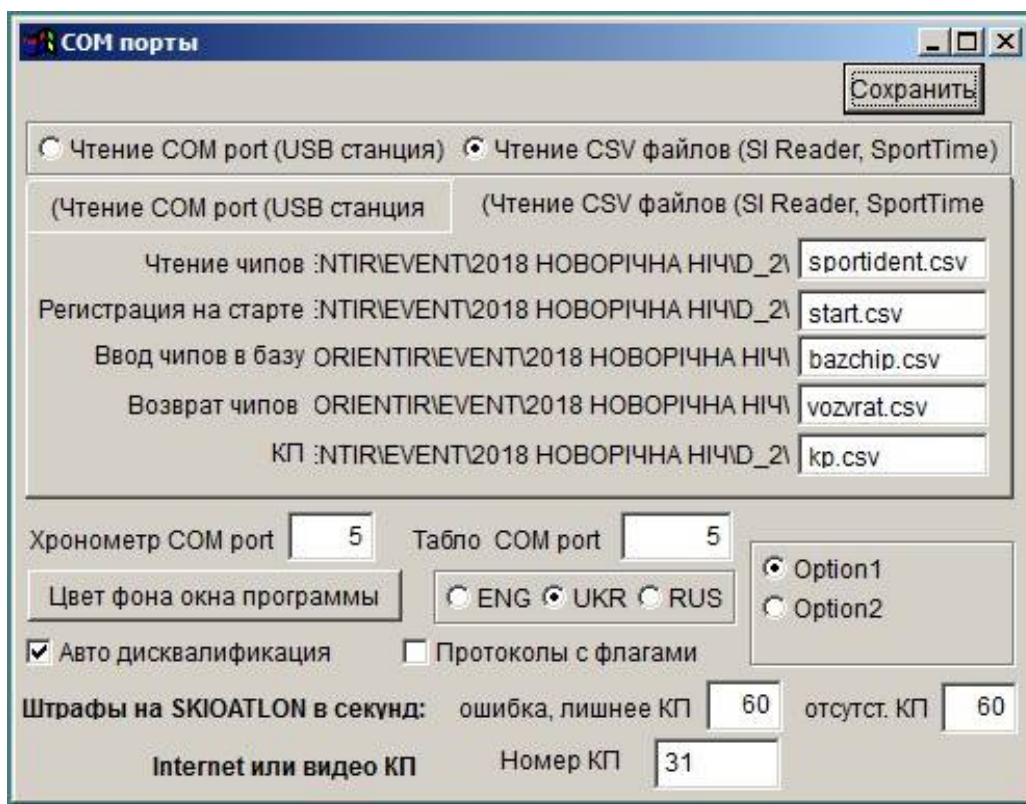 COM порты
Сохранить
Чтение COM port (USB станция) Чтение CSV файлов (SI Reader, SportTime)
(Чтение COM port (USB станция (Чтение CSV файлов (SI Reader, SportTime
Чтение чипов :NTIR\EVENT\2018 НОВОРІЧНА НІЧ\D_2\ sportident.csv
Регистрация на старте :NTIR\EVENT\2018 НОВОРІЧНА НІЧ\D_2\ start.csv
Ввод чипов в базу ORIENTIR\EVENT\2018 НОВОРІЧНА НІЧ\ bazchip.csv
Возврат чипов ORIENTIR\EVENT\2018 НОВОРІЧНА НІЧ\ vozvrat.csv
КП :NTIR\EVENT\2018 НОВОРІЧНА НІЧ\D_2\ kp.csv
Хронометр COM port 5 Табло COM port 5
Option1
Цвет фона окна программы ENG UKR RUS
Option2
Авто дисквалификация Протоколы с флагами
Штрафы на SKIOATLON в секунд: ошибка, лишнее КП 60 отсутст. КП 60
Internet или видео КП Номер КП 31